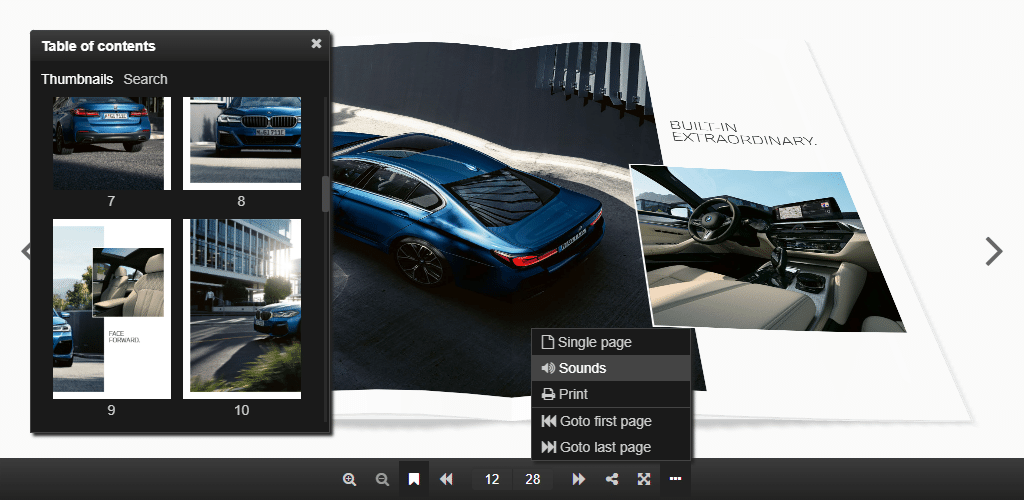 Table of contents
Thumbnails Search
7
8
FACE
FORWARD.
9
10
BUILT-IN
EXTRAORDINARY.
Single page
Sounds
Print
Goto first page
Goto last page
12 28